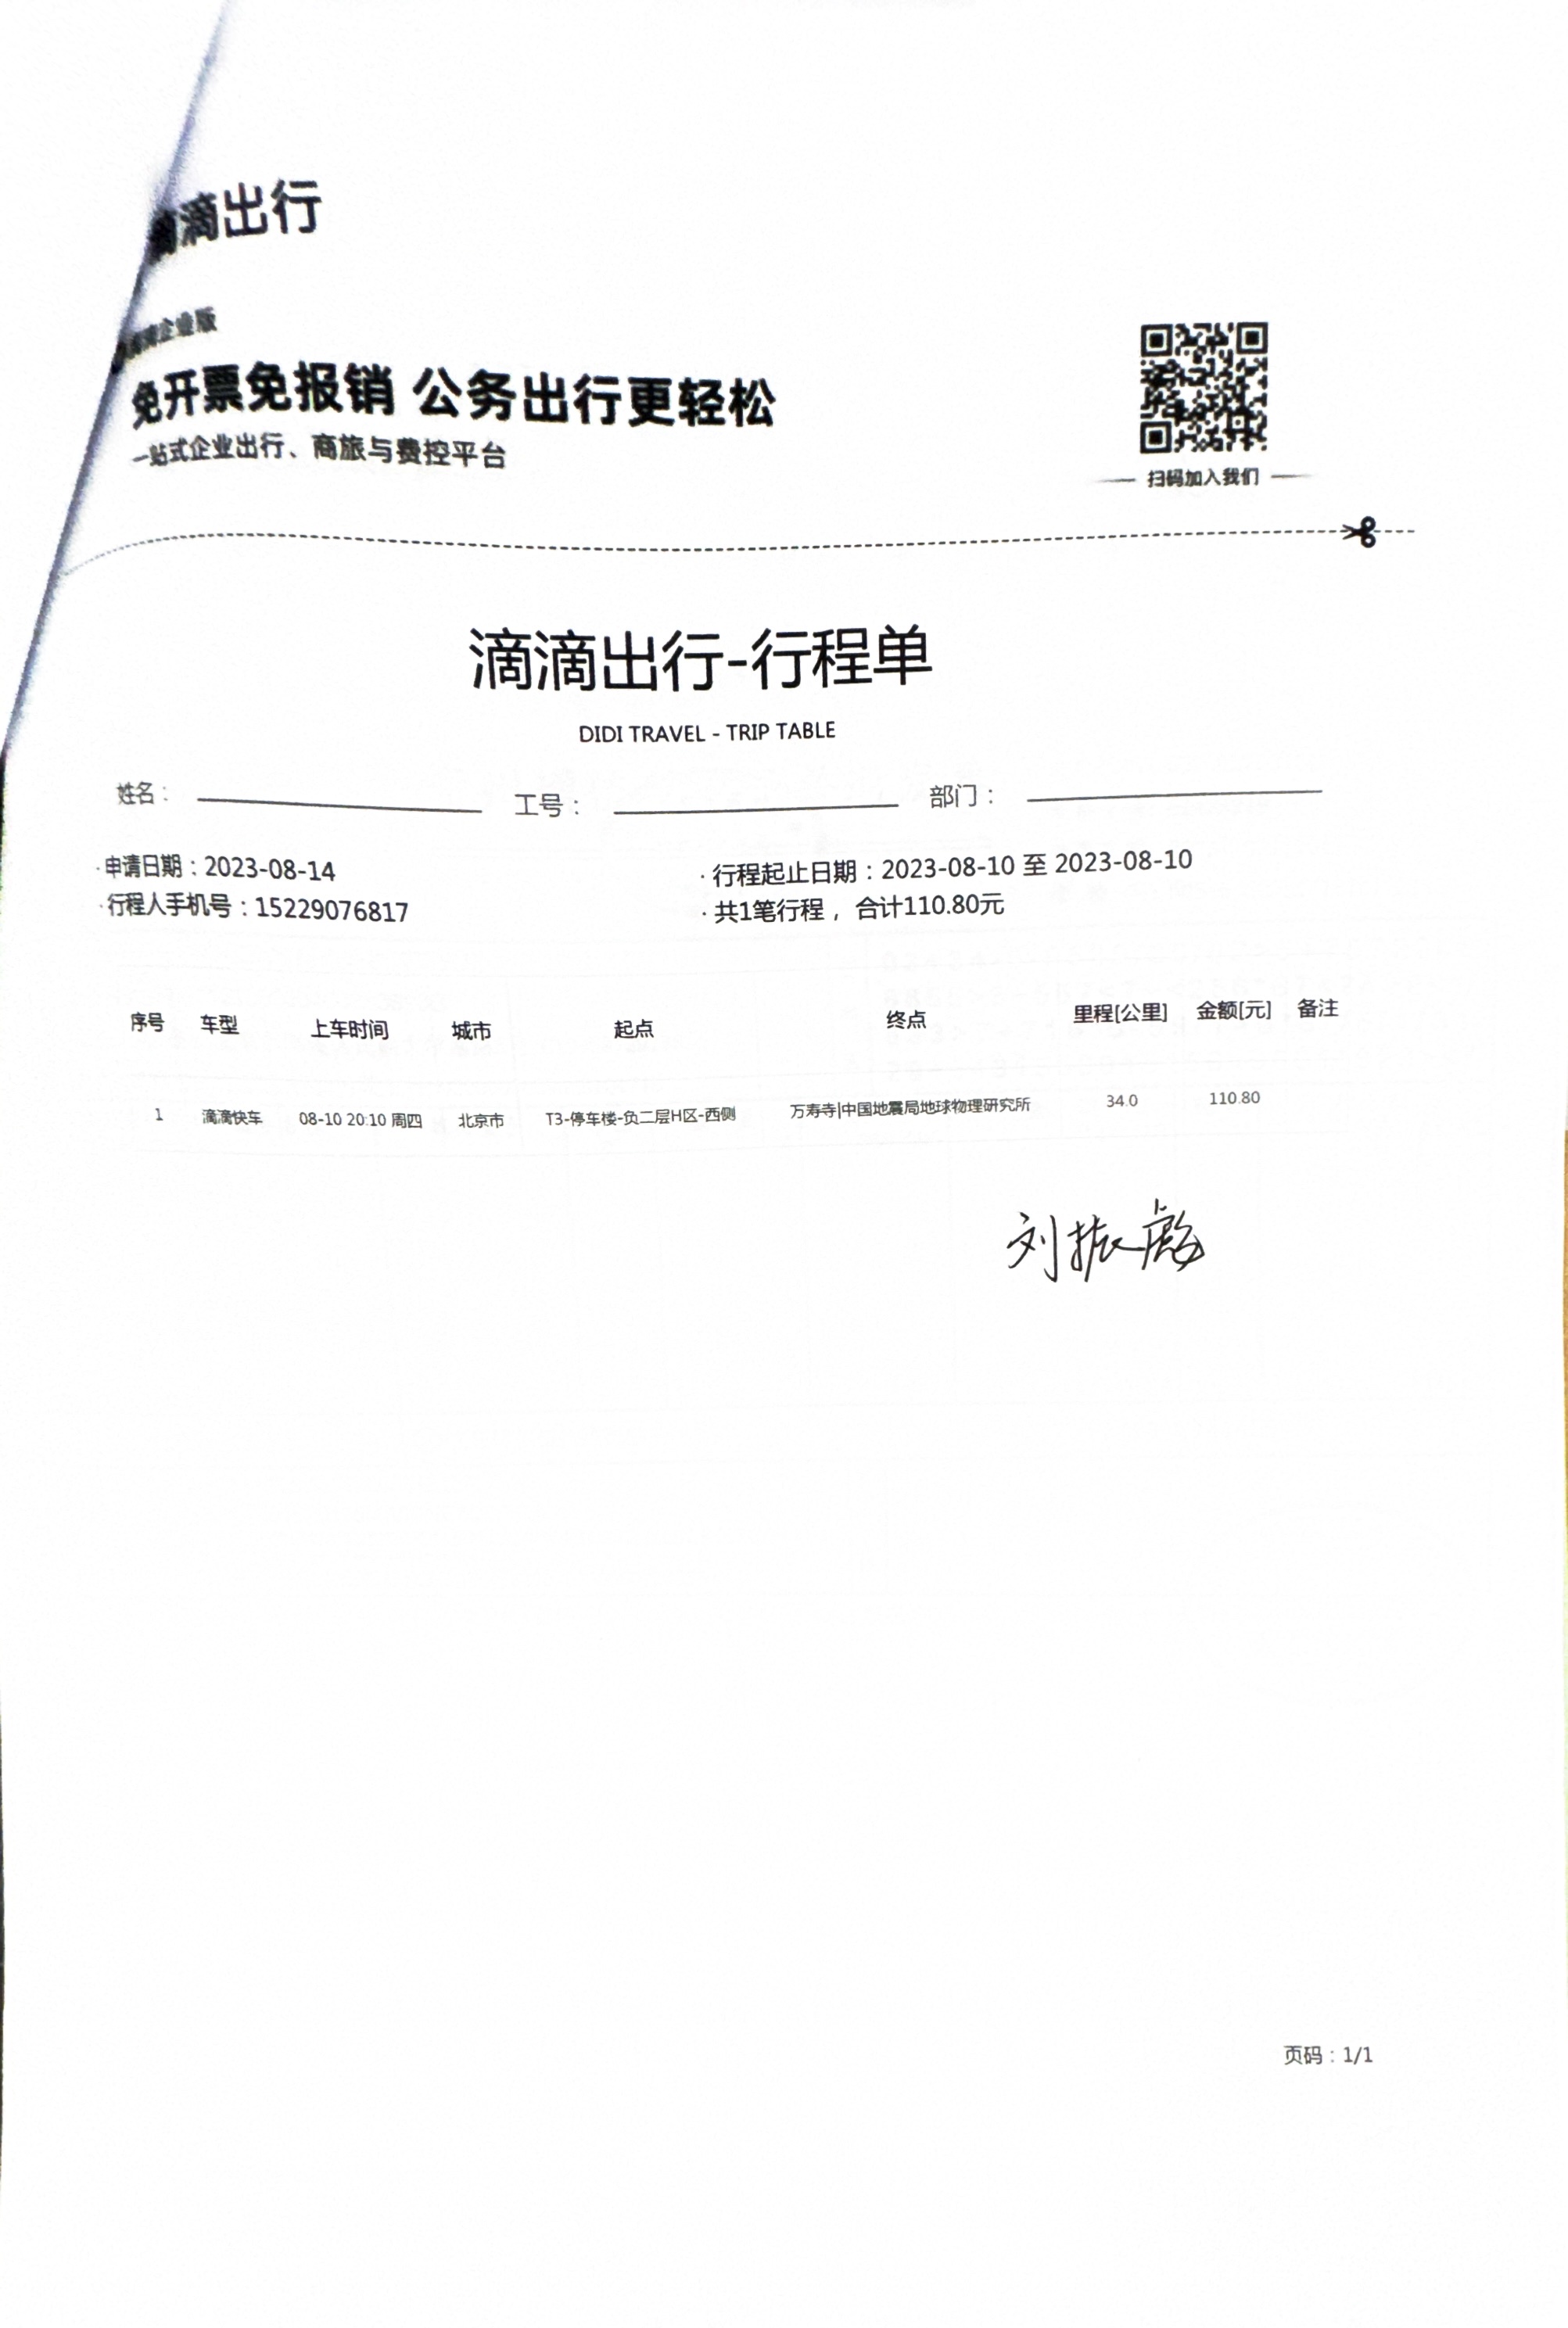 滴滴出行
滴滴企业版
免开票免报销 公务出行更轻松
一站式企业出行、商旅与费控平台
扫码加入我们
滴滴出行-行程单
DIDI TRAVEL - TRIP TABLE
姓名： 工号： 部门：
·申请日期：2023-08-14 ·行程起止日期：2023-08-10 至 2023-08-10
·行程人手机号：15229076817 ·共1笔行程， 合计110.80元
序号 车型 上车时间 城市 起点 终点 里程[公里] 金额[元] 备注
1 滴滴快车 08-10 20:10 周四 北京市 T3-停车楼-负二层H区-西侧 万寿寺|中国地震局地球物理研究所 34.0 110.80
刘振彪
页码：1/1